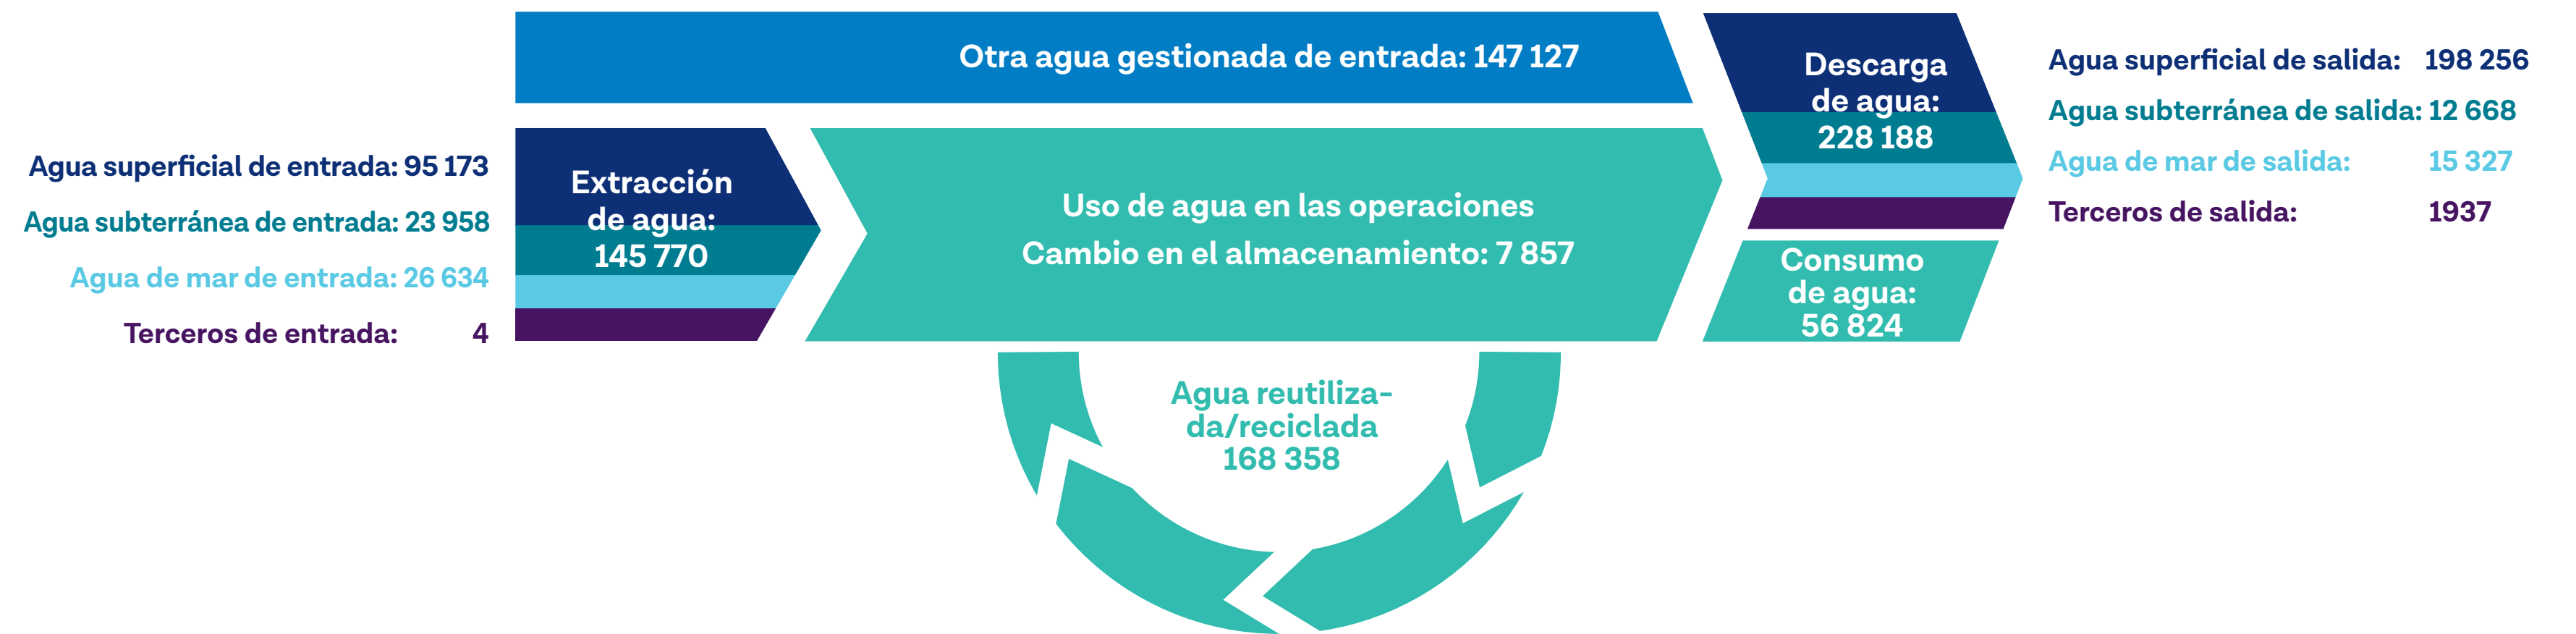 Otra agua gestionada de entrada: 147 127
Agua superficial de entrada: 95 173
Agua subterránea de entrada: 23 958
Agua de mar de entrada: 26 634
Terceros de entrada: 4
Extracción
de agua:
145 770
Uso de agua en las operaciones
Cambio en el almacenamiento: 7 857
Agua reutiliza-
da/reciclada
168 358
Descarga
de agua:
228 188
Consumo
de agua:
56 824
Agua superficial de salida: 198 256
Agua subterránea de salida: 12 668
Agua de mar de salida: 15 327
Terceros de salida: 1937